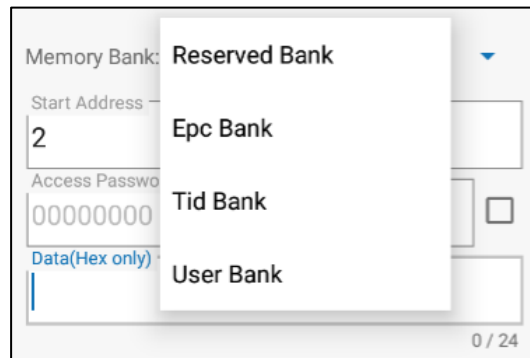 Memory Bank:
Reserved Bank
Start Address
2
Epc Bank
Access Passwo
00000000
Tid Bank
Data(Hex only)
User Bank
0 / 24